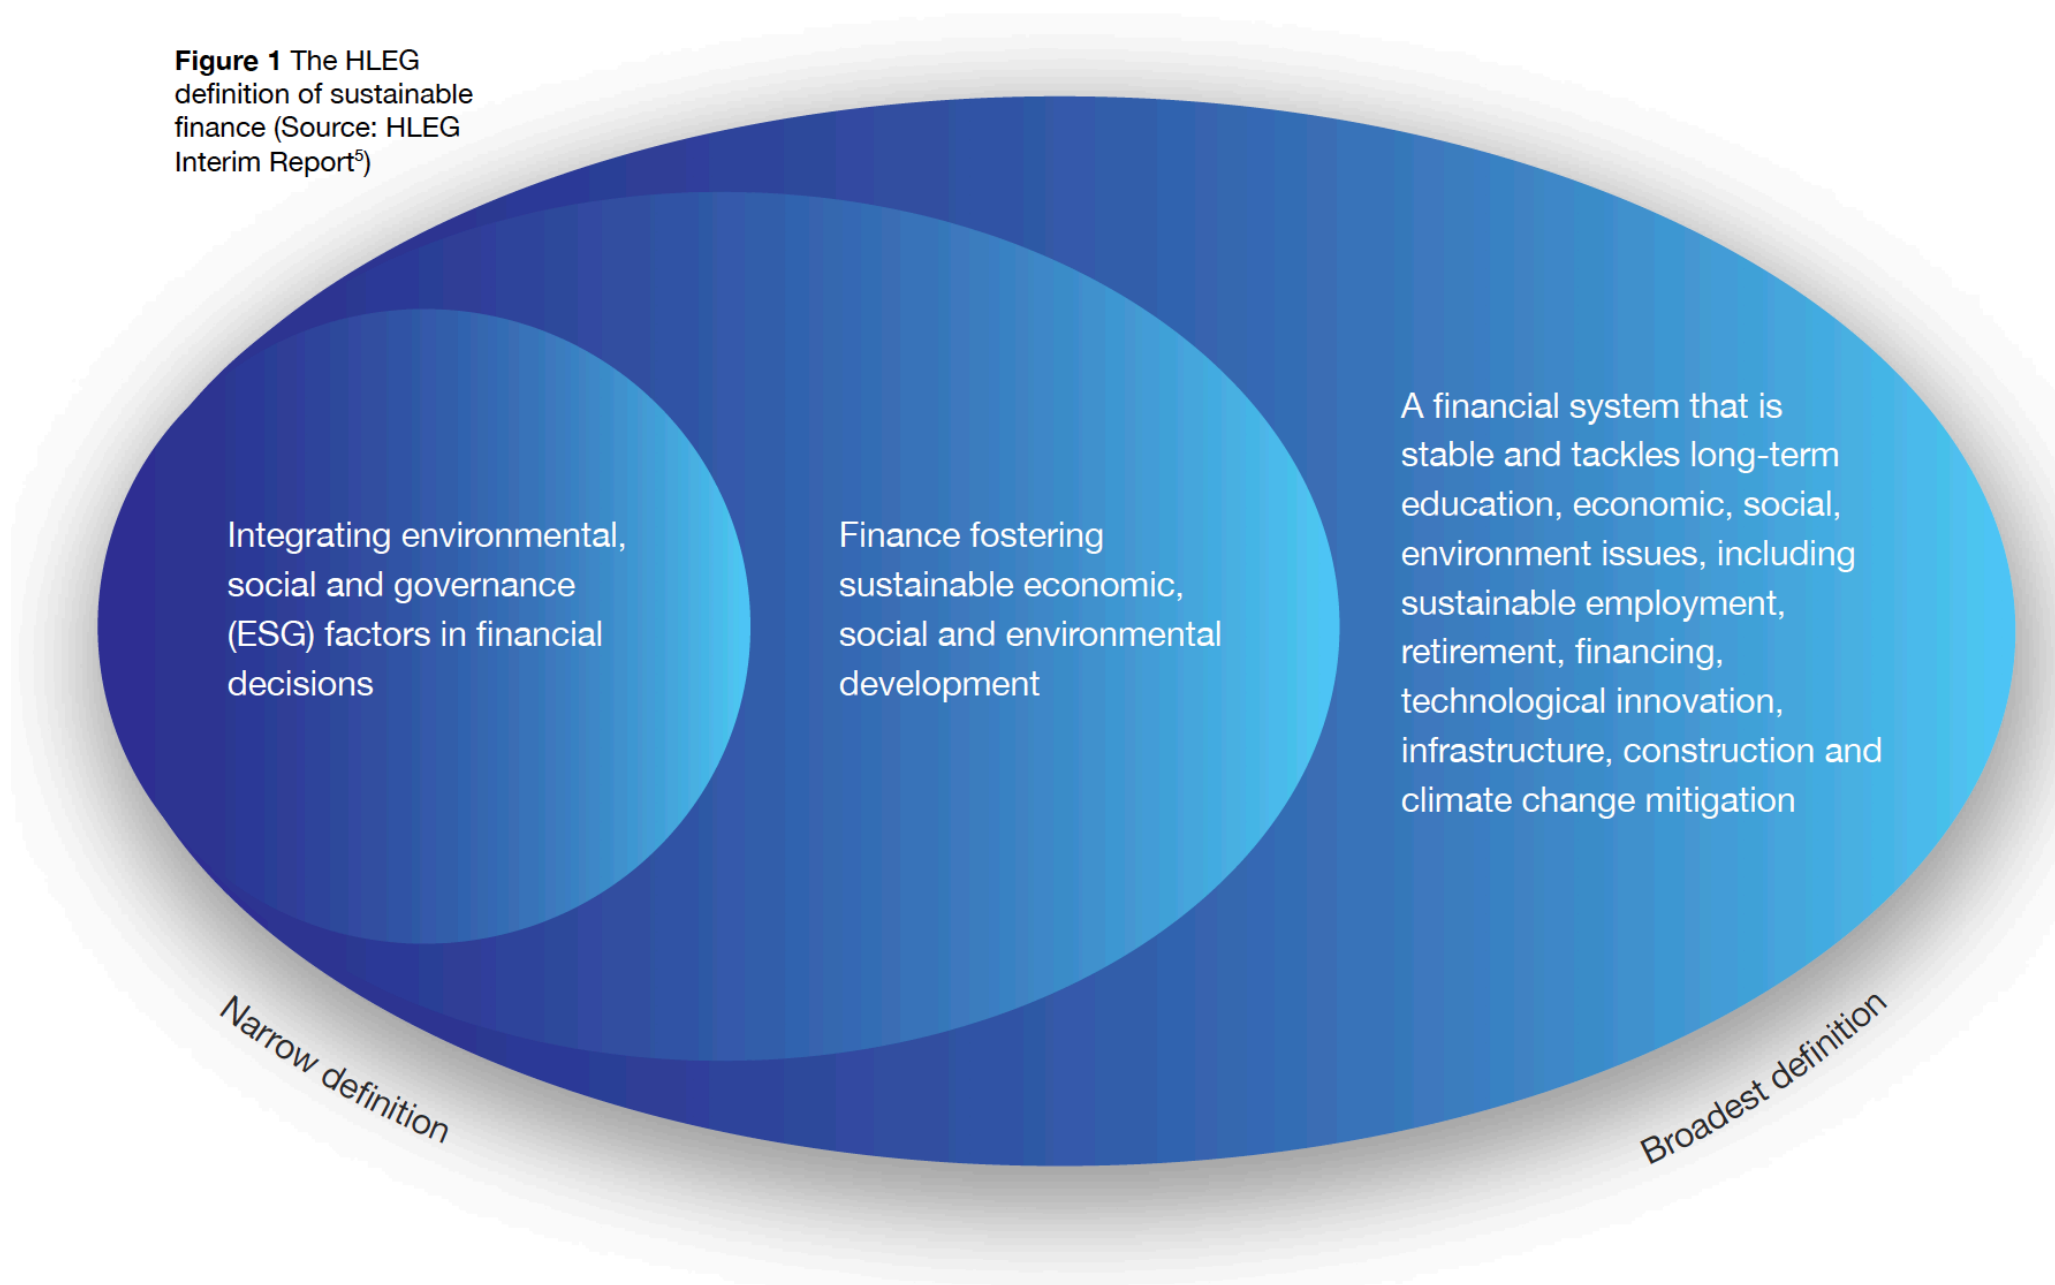 Figure 1 The HLEG
definition of sustainable
finance (Source: HLEG
Interim Report⁵)
Integrating environmental,
social and governance
(ESG) factors in financial
decisions
Finance fostering
sustainable economic,
social and environmental
development
A financial system that is
stable and tackles long-term
education, economic, social,
environment issues, including
sustainable employment,
retirement, financing,
technological innovation,
infrastructure, construction and
climate change mitigation
Narrow definition
Broadest definition